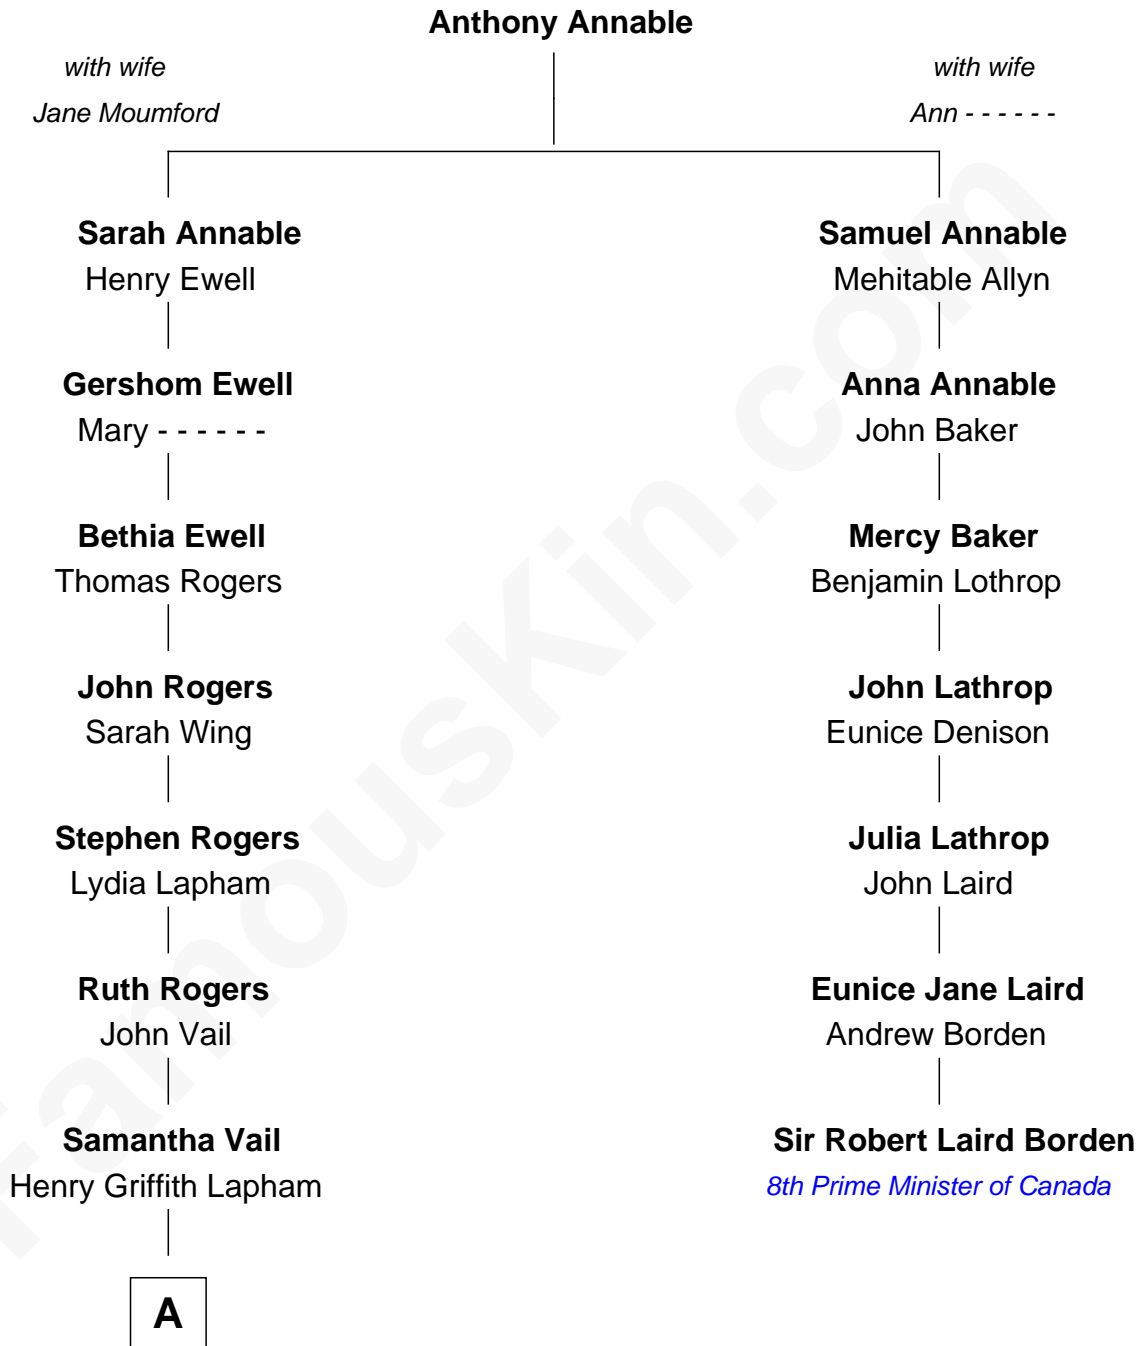 Anthony Annable
with wife
Jane Moumford
with wife
Ann - - - - - -
Sarah Annable
Henry Ewell
Gershom Ewell
Mary - - - - - -
Bethia Ewell
Thomas Rogers
John Rogers
Sarah Wing
Stephen Rogers
Lydia Lapham
Ruth Rogers
John Vail
Samantha Vail
Henry Griffith Lapham
A
Samuel Annable
Mehitable Allyn
Anna Annable
John Baker
Mercy Baker
Benjamin Lothrop
John Lathrop
Eunice Denison
Julia Lathrop
John Laird
Eunice Jane Laird
Andrew Borden
Sir Robert Laird Borden
8th Prime Minister of Canada
FamousKin.com